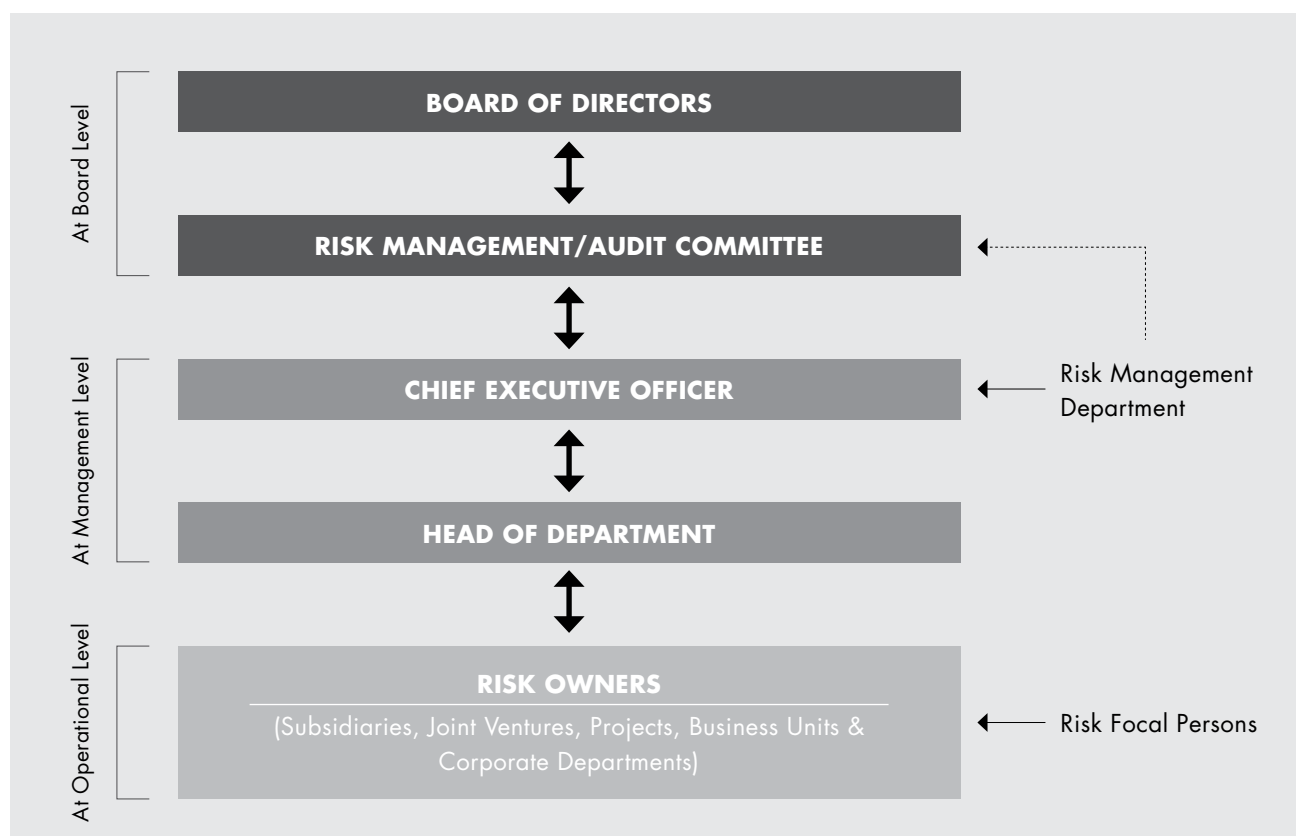 At Board Level
BOARD OF DIRECTORS
RISK MANAGEMENT/AUDIT COMMITTEE
At Management Level
CHIEF EXECUTIVE OFFICER
Risk Management
Department
HEAD OF DEPARTMENT
At Operational Level
RISK OWNERS
(Subsidiaries, Joint Ventures, Projects, Business Units &
Corporate Departments)
Risk Focal Persons